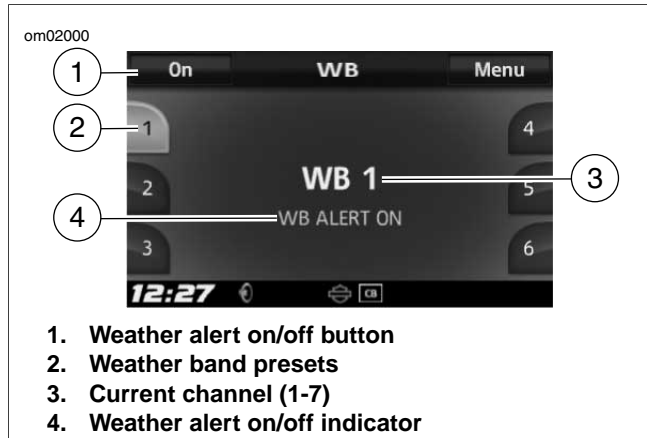 om02000
On WB Menu
1
2
3
4
5
6
WB 1
WB ALERT ON
12:27 CB
1
2
3
4
1. Weather alert on/off button
2. Weather band presets
3. Current channel (1-7)
4. Weather alert on/off indicator